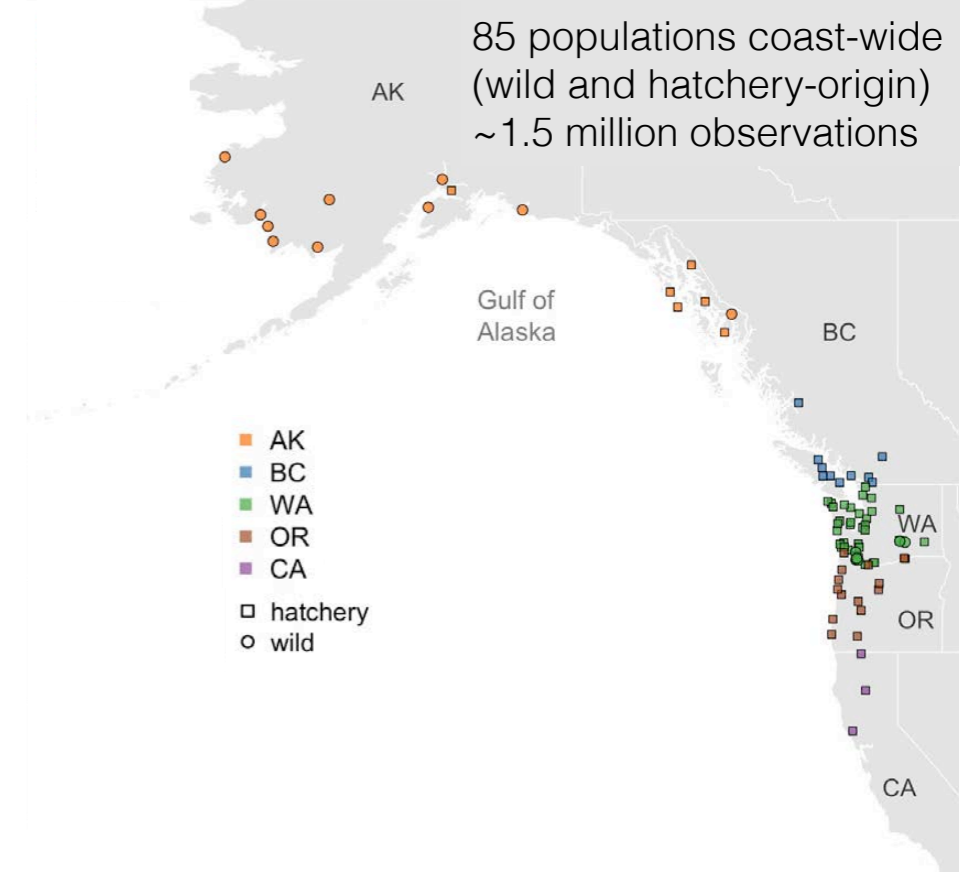 85 populations coast-wide
(wild and hatchery-origin)
~1.5 million observations
AK
Gulf of
Alaska
BC
AK
BC
WA
OR
CA
hatchery
wild
WA
OR
CA